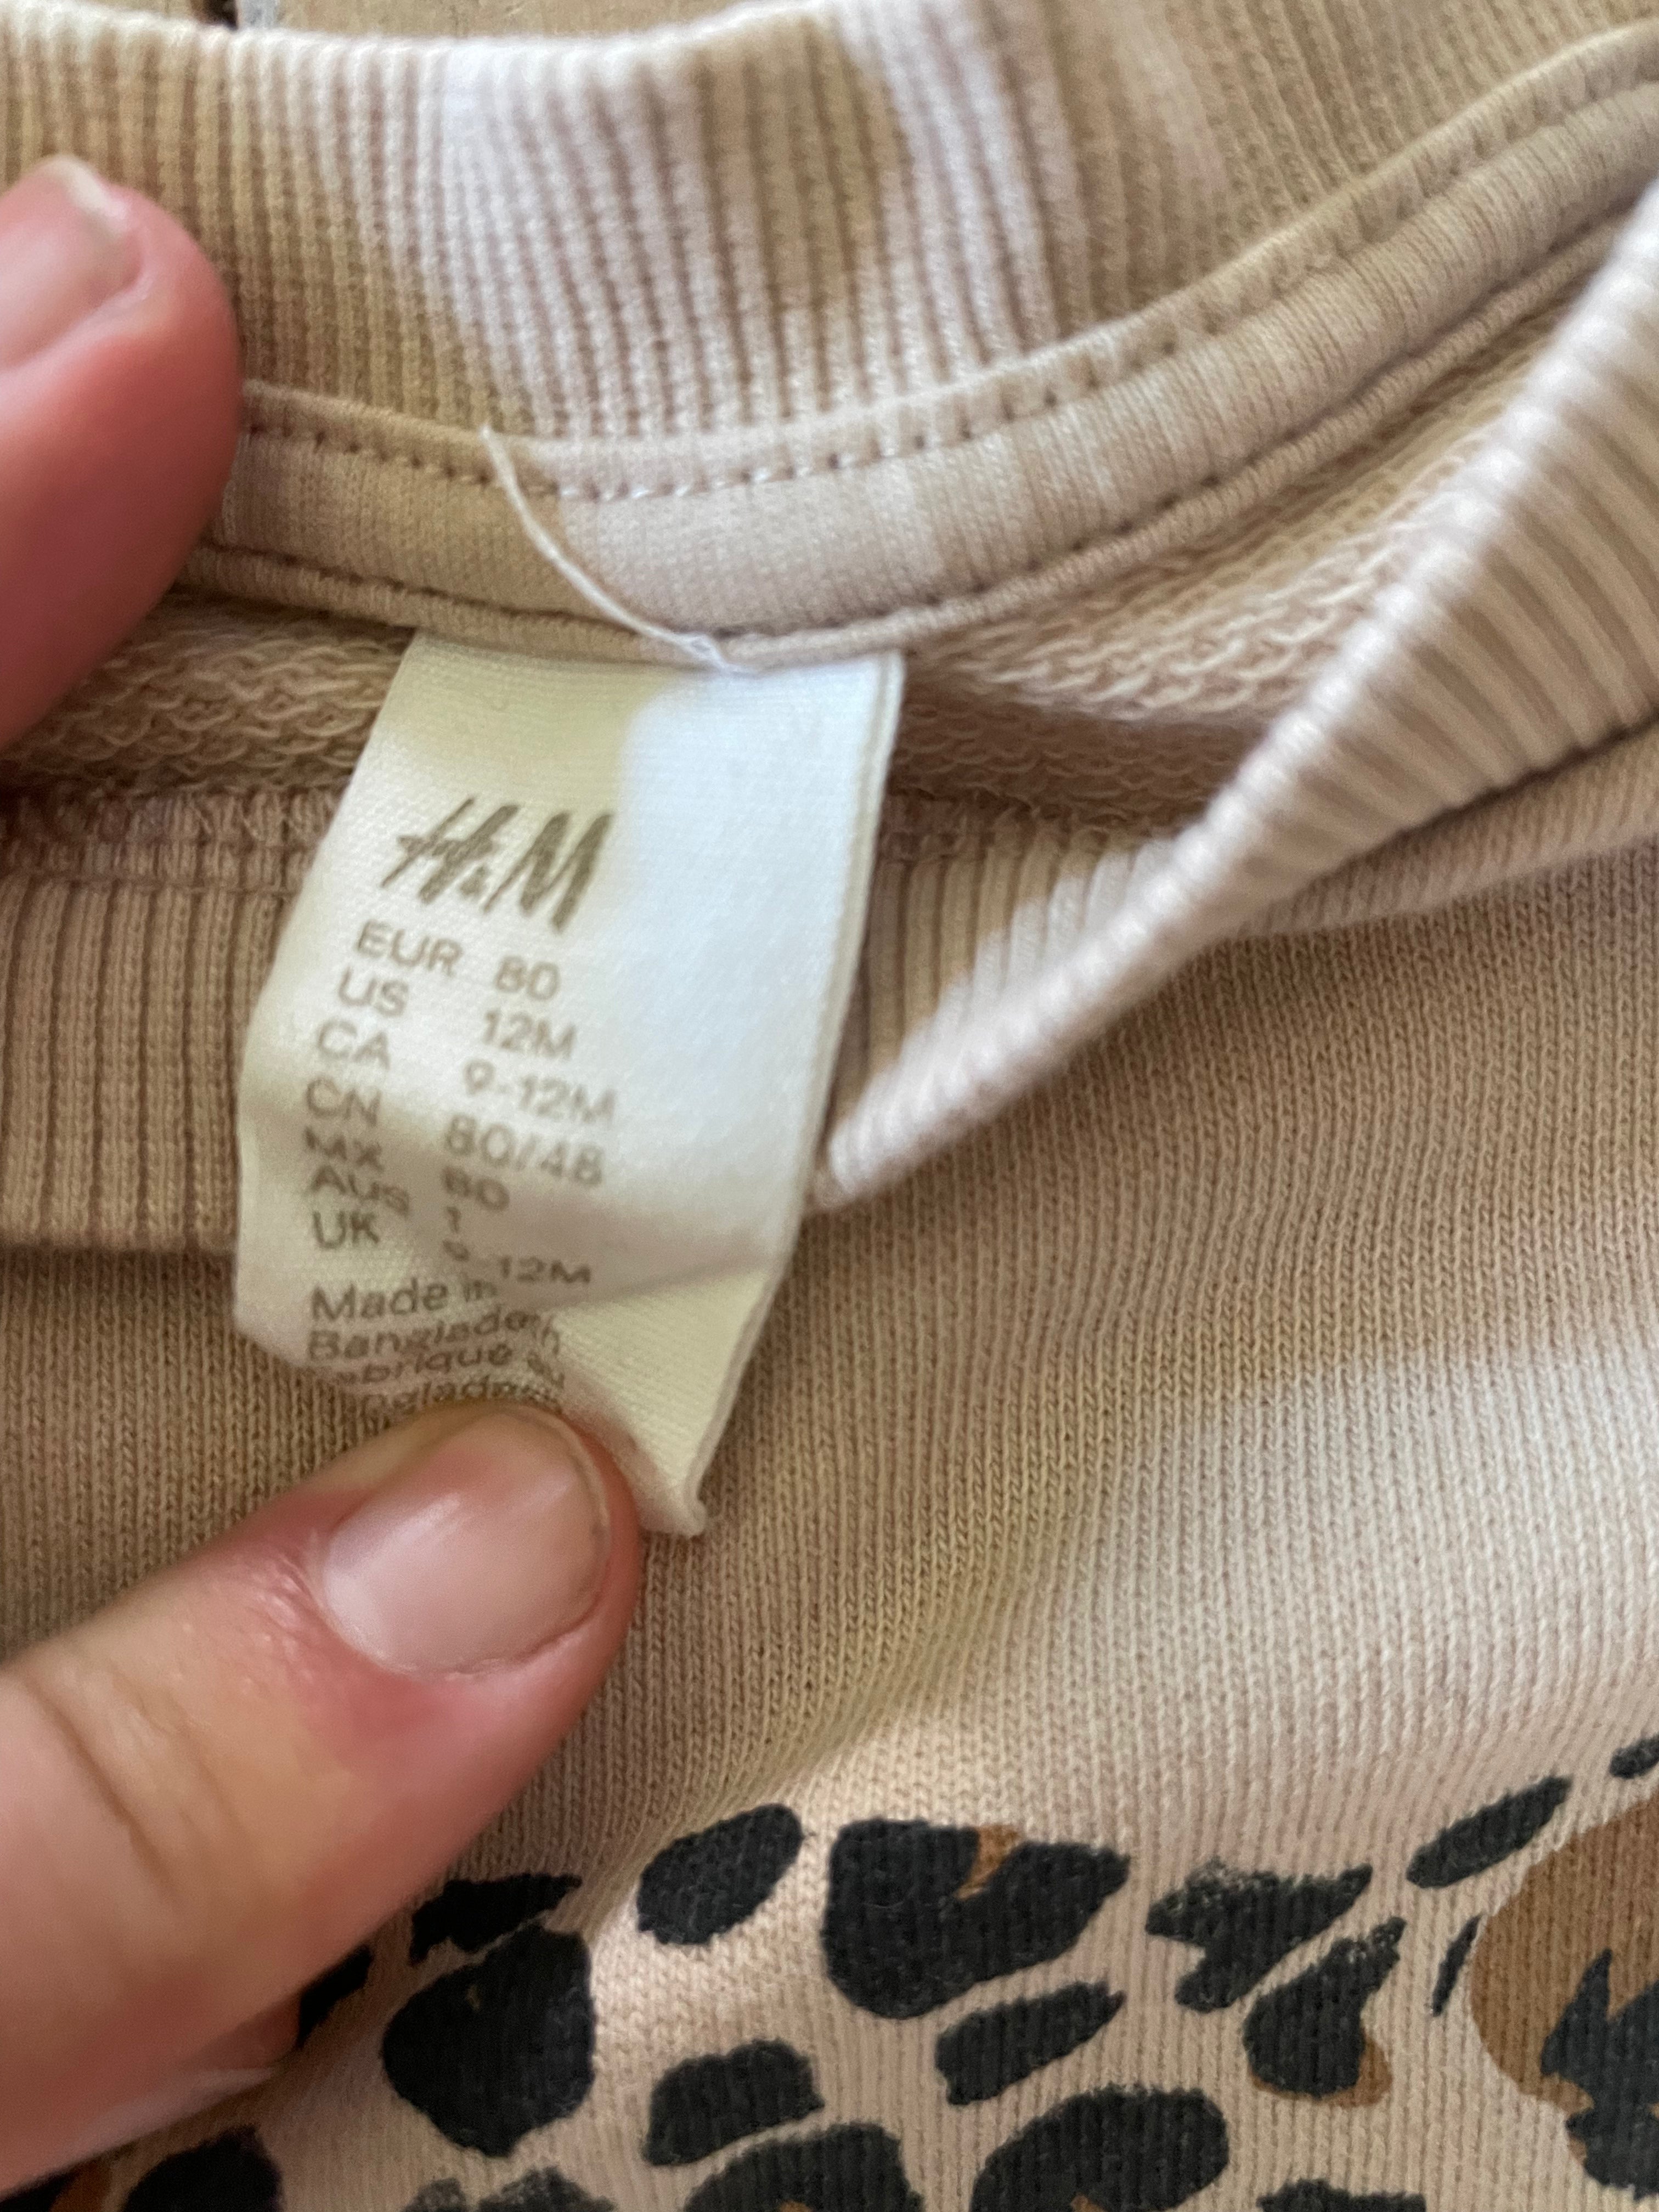 H&M
EUR 80
US 12M
CA 9-12M
CN 80/48
MX 80
AUS 1
UK 9-12M
Made in
Bangladesh